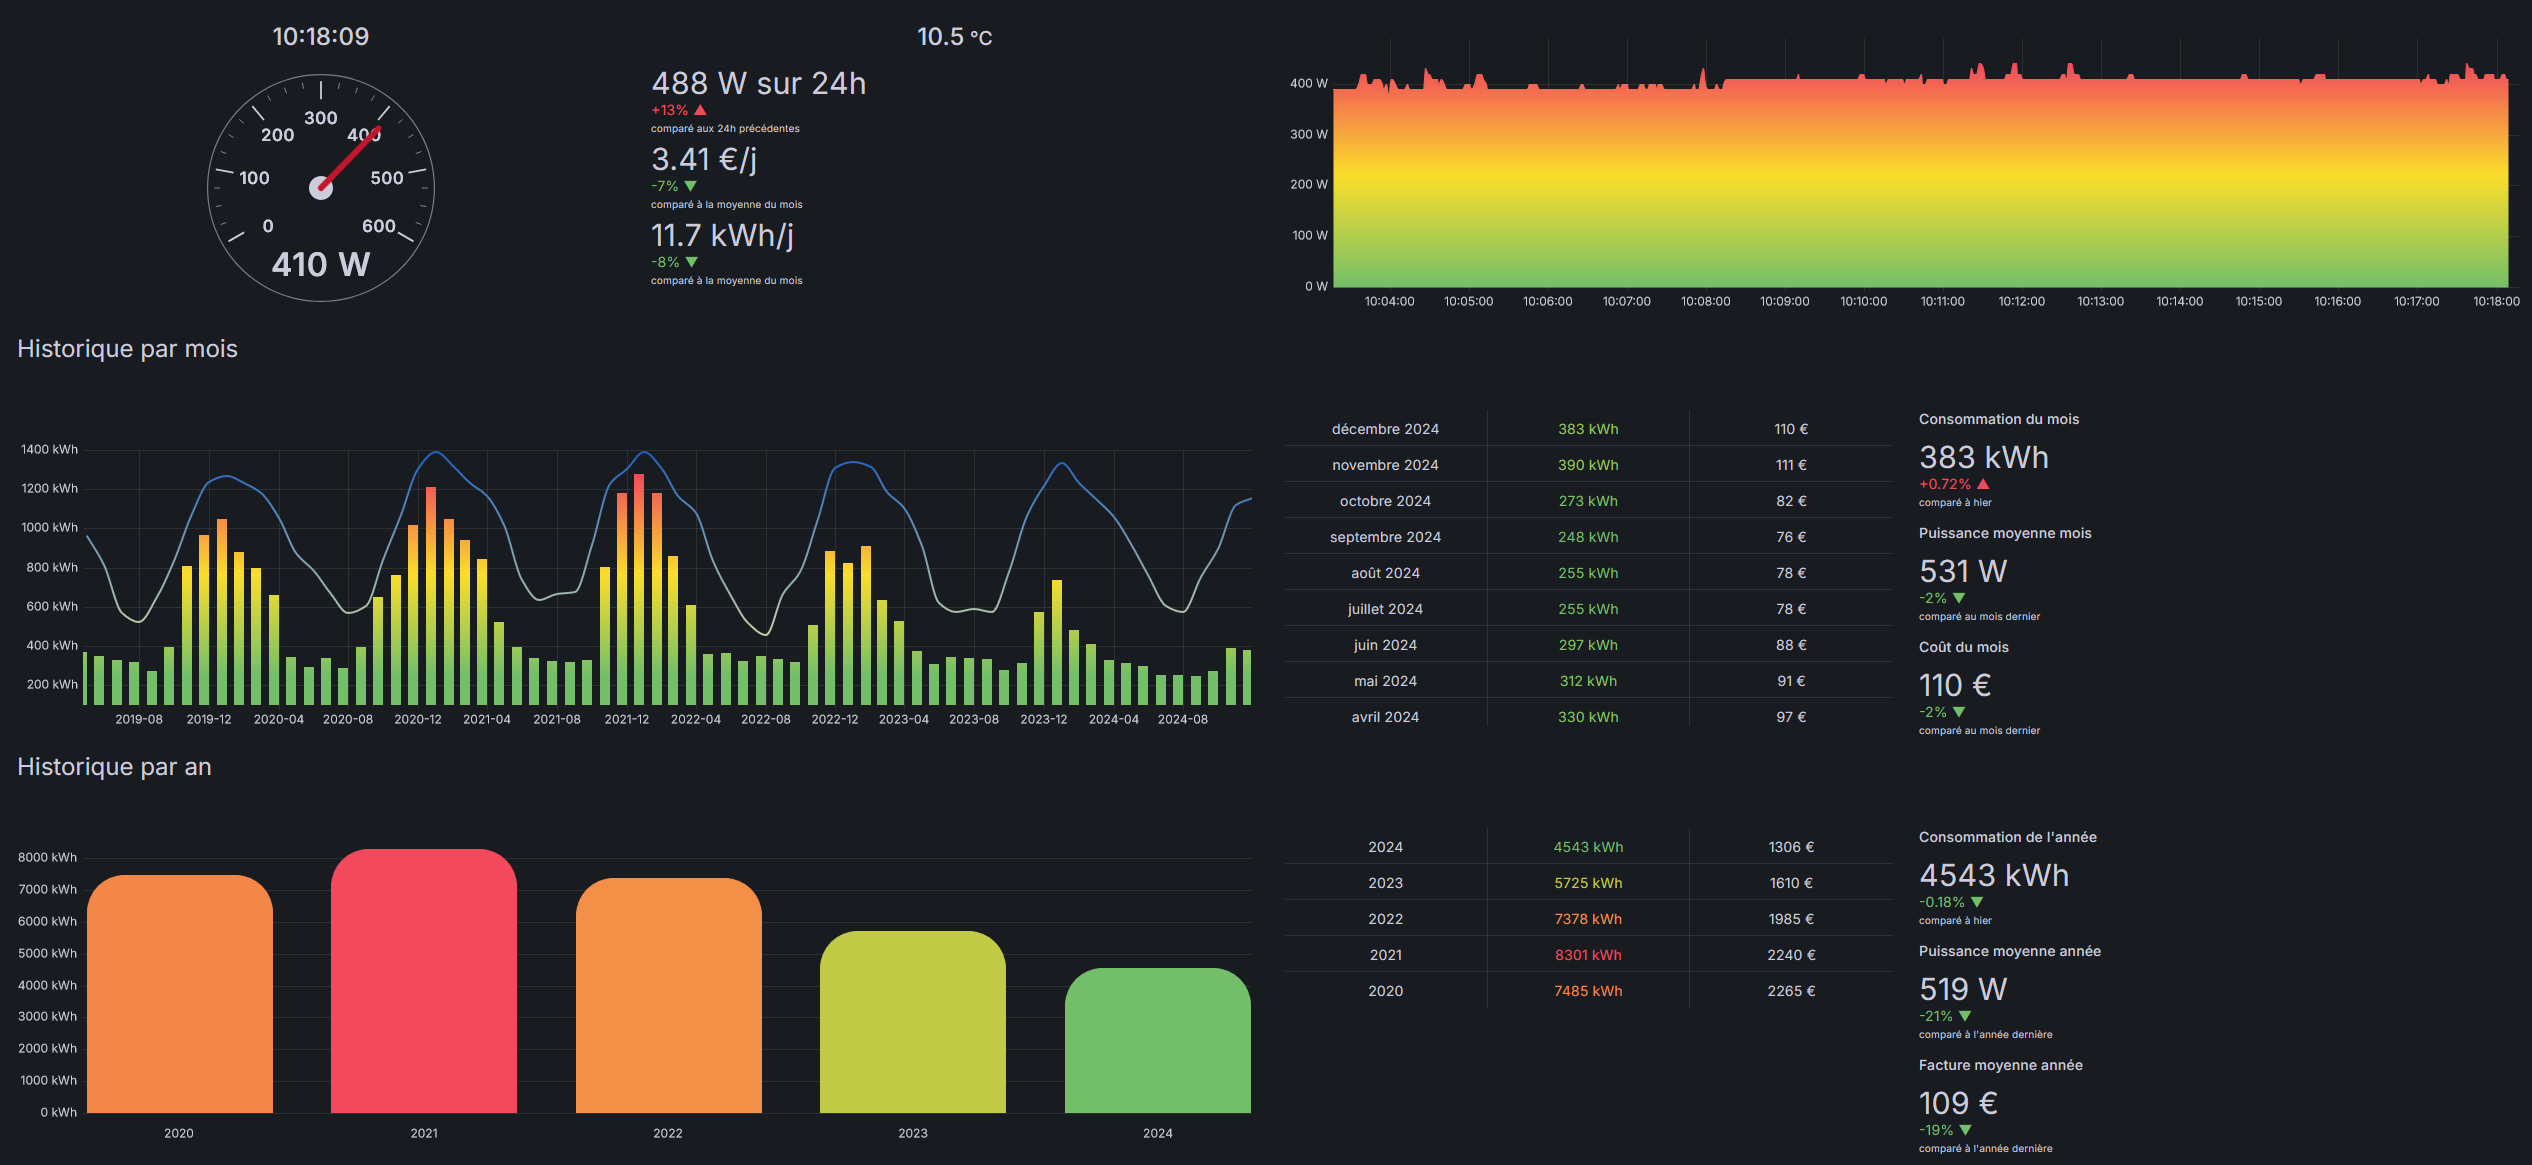 10:18:09
300
200
400
100
500
0
600
410 W
10.5 °C
488 W sur 24h
+13%
comparé aux 24h précédentes
3.41 €/j
-7%
comparé à la moyenne du mois
11.7 kWh/j
-8%
comparé à la moyenne du mois
400 W
300 W
200 W
100 W
0 W
10:04:00 10:05:00 10:06:00 10:07:00 10:08:00 10:09:00 10:10:00 10:11:00 10:12:00 10:13:00 10:14:00 10:15:00 10:16:00 10:17:00 10:18:00
Historique par mois
1400 kWh
1200 kWh
1000 kWh
800 kWh
600 kWh
400 kWh
200 kWh
2019-08 2019-12 2020-04 2020-08 2020-12 2021-04 2021-08 2021-12 2022-04 2022-08 2022-12 2023-04 2023-08 2023-12 2024-04 2024-08
décembre 2024 383 kWh 110 €
novembre 2024 390 kWh 111 €
octobre 2024 273 kWh 82 €
septembre 2024 248 kWh 76 €
août 2024 255 kWh 78 €
juillet 2024 255 kWh 78 €
juin 2024 297 kWh 88 €
mai 2024 312 kWh 91 €
avril 2024 330 kWh 97 €
Consommation du mois
383 kWh
+0.72%
comparé à hier
Puissance moyenne mois
531 W
-2%
comparé au mois dernier
Coût du mois
110 €
-2%
comparé au mois dernier
Historique par an
8000 kWh
7000 kWh
6000 kWh
5000 kWh
4000 kWh
3000 kWh
2000 kWh
1000 kWh
0 kWh
2020 2021 2022 2023 2024
2024 4543 kWh 1306 €
2023 5725 kWh 1610 €
2022 7378 kWh 1985 €
2021 8301 kWh 2240 €
2020 7485 kWh 2265 €
Consommation de l'année
4543 kWh
-0.18%
comparé à hier
Puissance moyenne année
519 W
-21%
comparé à l'année dernière
Facture moyenne année
109 €
-19%
comparé à l'année dernière